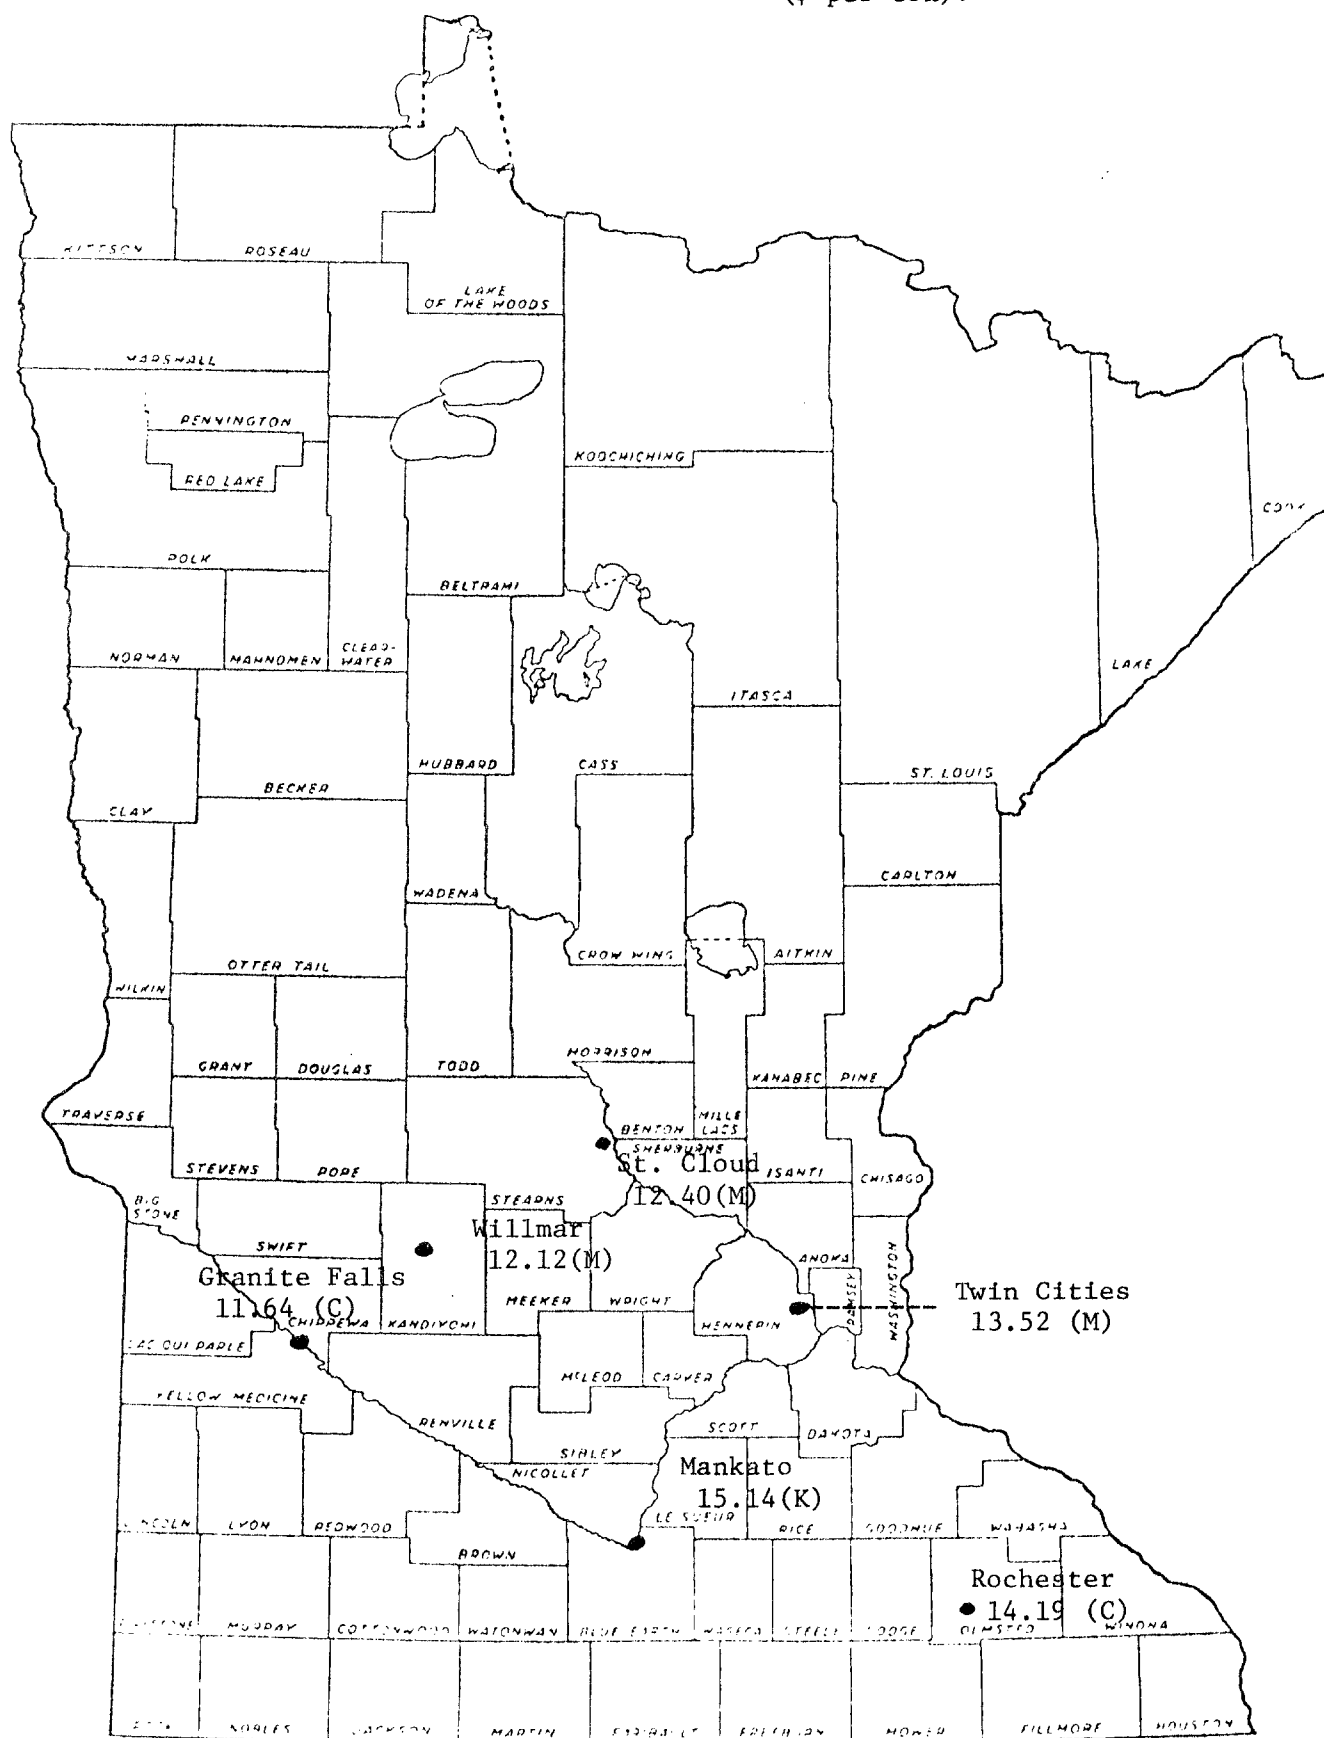 KITTSON
ROSEAU
LAKE
OF THE WOODS
MARSHALL
PENNINGTON
RED LAKE
KOOCHICHING
COOK
POLK
BELTRAMI
NORMAN
MAHNOMEN
CLEAR-
WATER
LAKE
ITASCA
HUBBARD
CASS
ST. LOUIS
BECKER
CLAY
CARLTON
WADENA
CROW WING
AITKIN
OTTER TAIL
WILKIN
MORRISON
GRANT
DOUGLAS
TODD
KANABEC
PINE
TRAVERSE
MILLE
LACS
BENTON
SHERBURNE
St. Cloud
12.40(M)
STEVENS
POPE
ISANTI
CHISAGO
BIG
STONE
STEARNS
Willmar
12.12(M)
SWIFT
ANOKA
WASHINGTON
RAMSEY
Granite Falls
11.64 (C)
MEEKER
WRIGHT
Twin Cities
13.52 (M)
CHIPPEWA
KANDIYOHI
HENNEPIN
LAC QUI PARLE
McLEOD
CARVER
YELLOW MEDICINE
RENVILLE
SCOTT
DAKOTA
SIBLEY
NICOLLET
Mankato
15.14(K)
LE SUEUR
LINCOLN
LYON
REDWOOD
RICE
GOODHUE
WABASHA
BROWN
Rochester
14.19 (C)
MURRAY
COTTONWOOD
WATONWAN
BLUE EARTH
WASECA
STEELE
DODGE
OLMSTED
WINONA
NOBLES
JACKSON
MARTIN
FARIBAULT
FREEBORN
MOWER
FILLMORE
HOUSTON